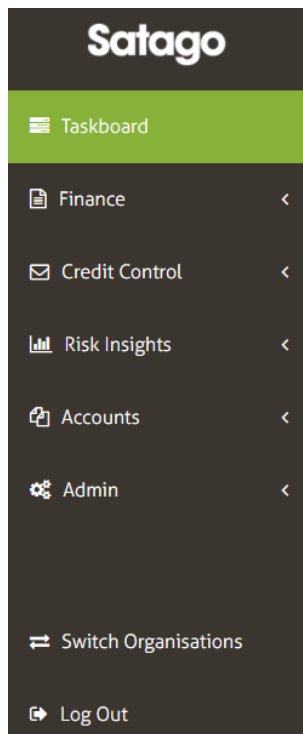 Satago
Taskboard
Finance
Credit Control
Risk Insights
Accounts
Admin
Switch Organisations
Log Out